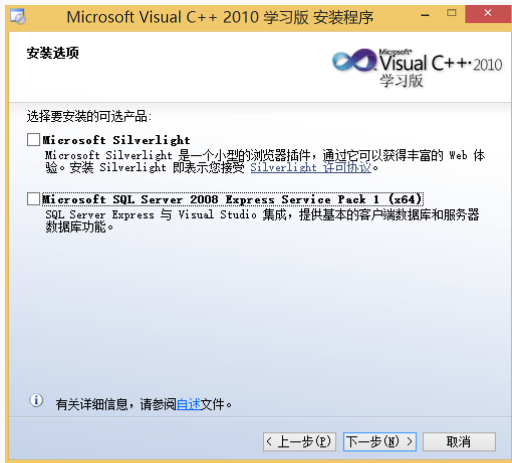 Microsoft Visual C++ 2010 学习版 安装程序
安装选项
Microsoft®
Visual C++ 2010
学习版
选择要安装的可选产品:
Microsoft Silverlight
Microsoft Silverlight 是一个小型的浏览器插件，通过它可以获得丰富的 Web 体
验。安装 Silverlight 即表示您接受 Silverlight 许可协议。
Microsoft SQL Server 2008 Express Service Pack 1 (x64)
SQL Server Express 与 Visual Studio 集成，提供基本的客户端数据库和服务器
数据库功能。
有关详细信息，请参阅自述文件。
< 上一步(P) 下一步(N) > 取消